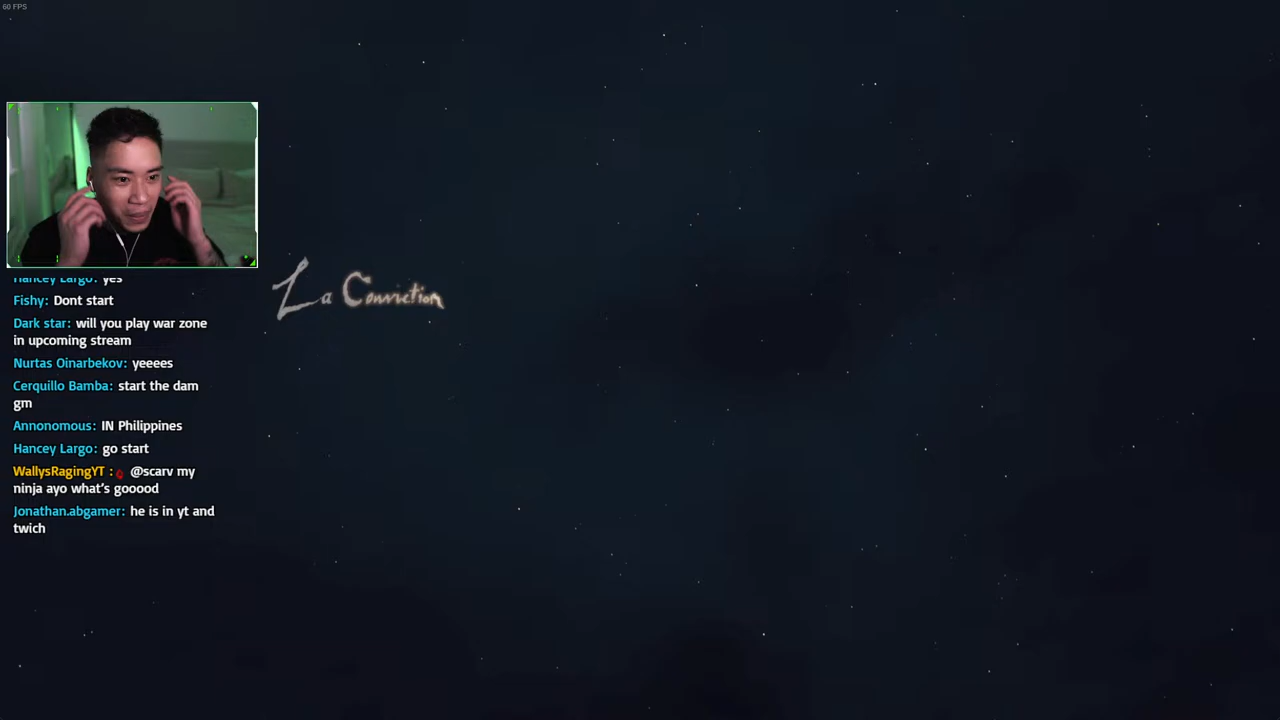 60 FPS
La Conviction
Hancey Largo: yes
Fishy: Dont start
Dark star: will you play war zone
in upcoming stream
Nurtas Oinarbekov: yeeees
Cerquillo Bamba: start the dam
gm
Annonomous: IN Philippines
Hancey Largo: go start
WallysRagingYT : @scarv my
ninja ayo what's gooood
Jonathan.abgamer: he is in yt and
twich